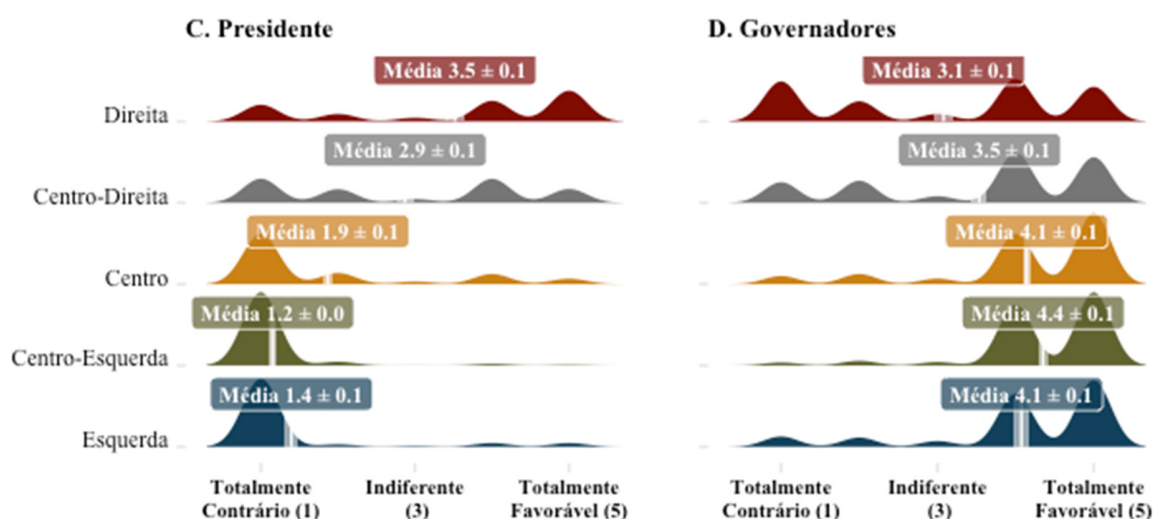 C. Presidente
D. Governadores
Média 3.5 ± 0.1
Média 3.1 ± 0.1
Direita
Média 2.9 ± 0.1
Média 3.5 ± 0.1
Centro-Direita
Média 1.9 ± 0.1
Média 4.1 ± 0.1
Centro
Média 1.2 ± 0.0
Média 4.4 ± 0.1
Centro-Esquerda
Média 1.4 ± 0.1
Média 4.1 ± 0.1
Esquerda
Totalmente
Contrário (1)
Indiferente
(3)
Totalmente
Favorável (5)
Totalmente
Contrário (1)
Indiferente
(3)
Totalmente
Favorável (5)